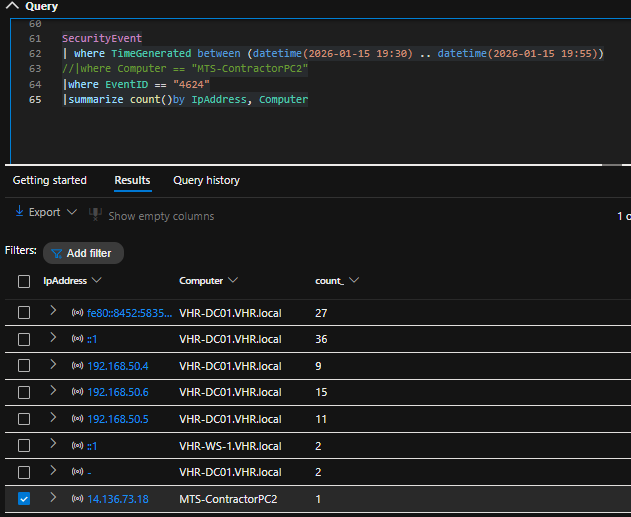 Query
60
61 SecurityEvent
62 | where TimeGenerated between (datetime(2026-01-15 19:30) .. datetime(2026-01-15 19:55))
63 //|where Computer == "MTS-ContractorPC2"
64 |where EventID == "4624"
65 |summarize count()by IpAddress, Computer
Getting started Results Query history
Export Show empty columns 1
Filters: Add filter
IpAddress Computer count_
fe80::8452:5835... VHR-DC01.VHR.local 27
::1 VHR-DC01.VHR.local 36
192.168.50.4 VHR-DC01.VHR.local 9
192.168.50.6 VHR-DC01.VHR.local 15
192.168.50.5 VHR-DC01.VHR.local 11
::1 VHR-WS-1.VHR.local 2
- VHR-DC01.VHR.local 2
14.136.73.18 MTS-ContractorPC2 1